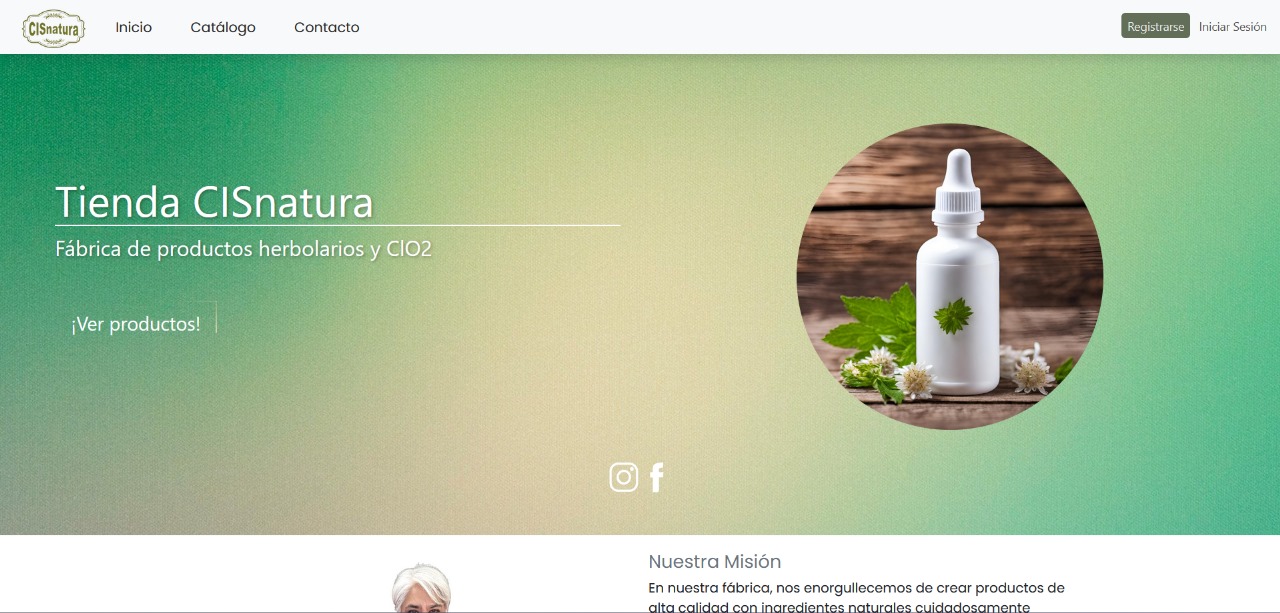 CISnatura
Inicio
Catálogo
Contacto
Registrarse
Iniciar Sesión
Tienda CISnatura
Fábrica de productos herbolarios y ClO2
¡Ver productos!
Nuestra Misión
En nuestra fábrica, nos enorgullecemos de crear productos de
alta calidad con ingredientes naturales cuidadosamente